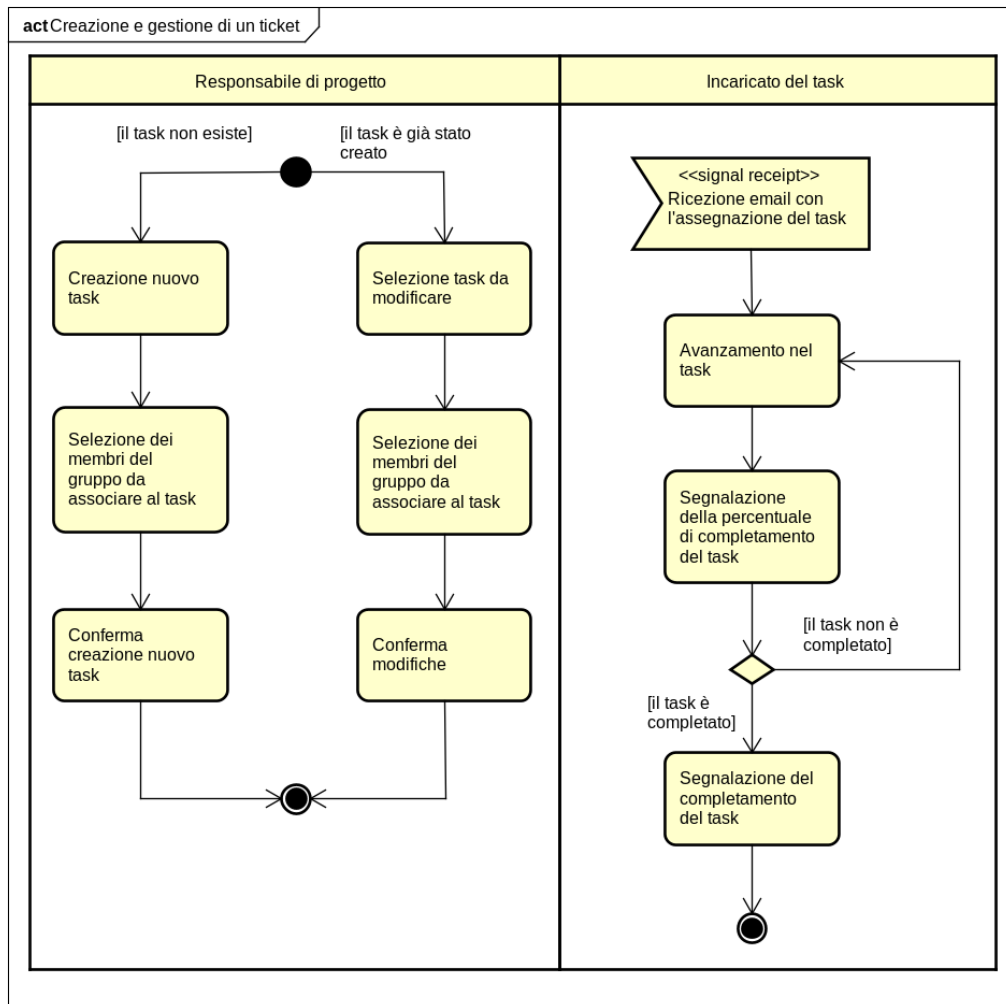 act Creazione e gestione di un ticket
Responsabile di progetto
Incaricato del task
[il task non esiste]
[il task è già stato
creato
Creazione nuovo
task
Selezione task da
modificare
Selezione dei
membri del
gruppo da
associare al task
Selezione dei
membri del
gruppo da
associare al task
Conferma
creazione nuovo
task
Conferma
modifiche
<<signal receipt>>
Ricezione email con
l'assegnazione del task
Avanzamento nel
task
Segnalazione
della percentuale
di completamento
del task
[il task non è
completato]
[il task è
completato]
Segnalazione del
completamento
del task